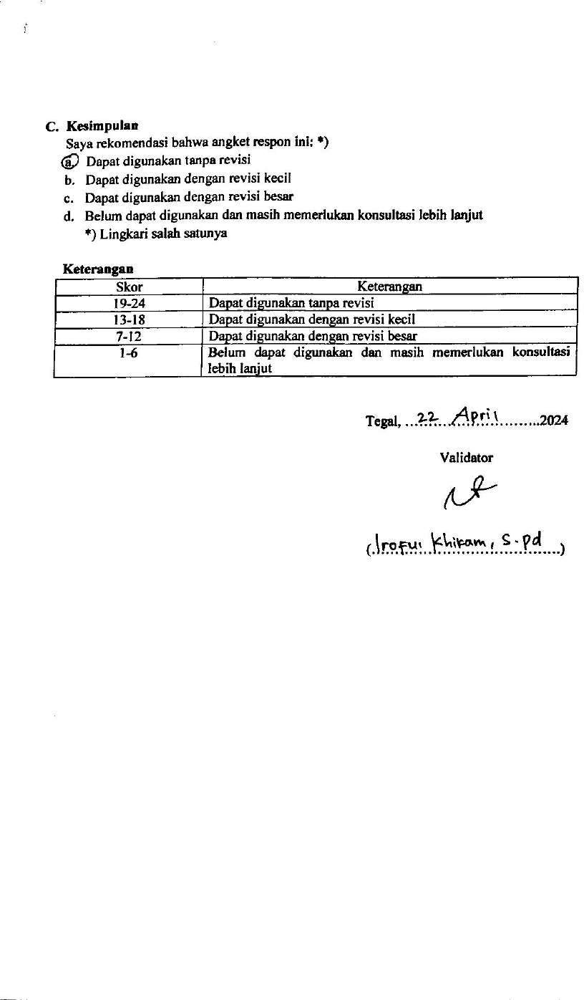 C. Kesimpulan
Saya rekomendasi bahwa angket respon ini: *)
a. Dapat digunakan tanpa revisi
b. Dapat digunakan dengan revisi kecil
c. Dapat digunakan dengan revisi besar
d. Belum dapat digunakan dan masih memerlukan konsultasi lebih lanjut
*) Lingkari salah satunya
Keterangan
Skor Keterangan
19-24 Dapat digunakan tanpa revisi
13-18 Dapat digunakan dengan revisi kecil
7-12 Dapat digunakan dengan revisi besar
1-6 Belum dapat digunakan dan masih memerlukan konsultasi
lebih lanjut
Tegal, ...22...April.........2024
Validator
(Irofui Khikam, S.Pd)